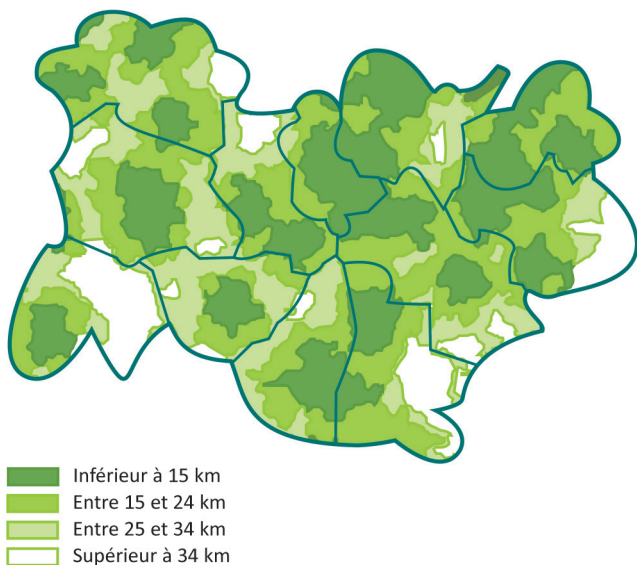 Inférieur à 15 km
Entre 15 et 24 km
Entre 25 et 34 km
Supérieur à 34 km